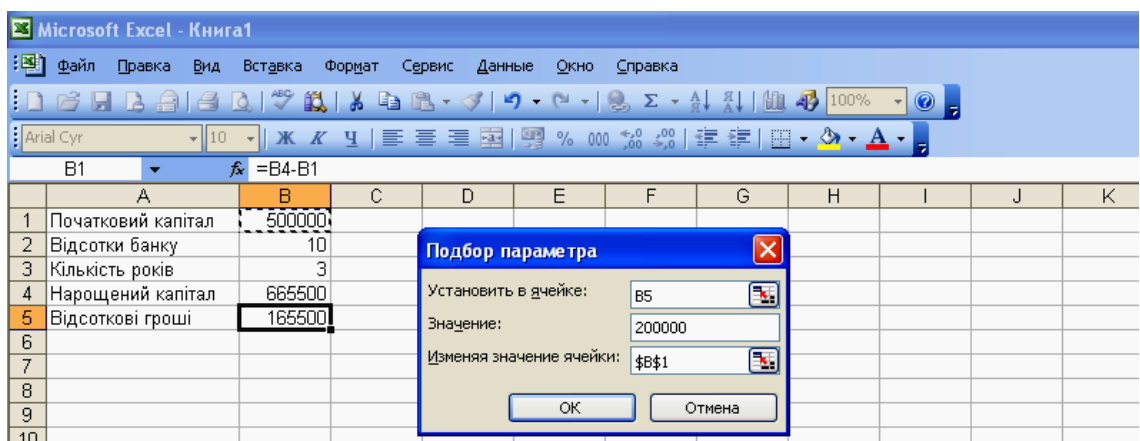 Microsoft Excel - Книга1
Файл Правка Вид Вставка Формат Сервис Данные Окно Справка
100%
Arial Cyr 10 Ж К Ч % 000
B1 fx =B4-B1
A B C D E F G H I J K
1 Початковий капітал 500000
2 Відсотки банку 10
3 Кількість років 3
4 Нарощений капітал 665500
5 Відсоткові гроші 165500
6
7
8
9
10
Подбор параметра
Установить в ячейке: B5
Значение: 200000
Изменяя значение ячейки: $B$1
ОК Отмена